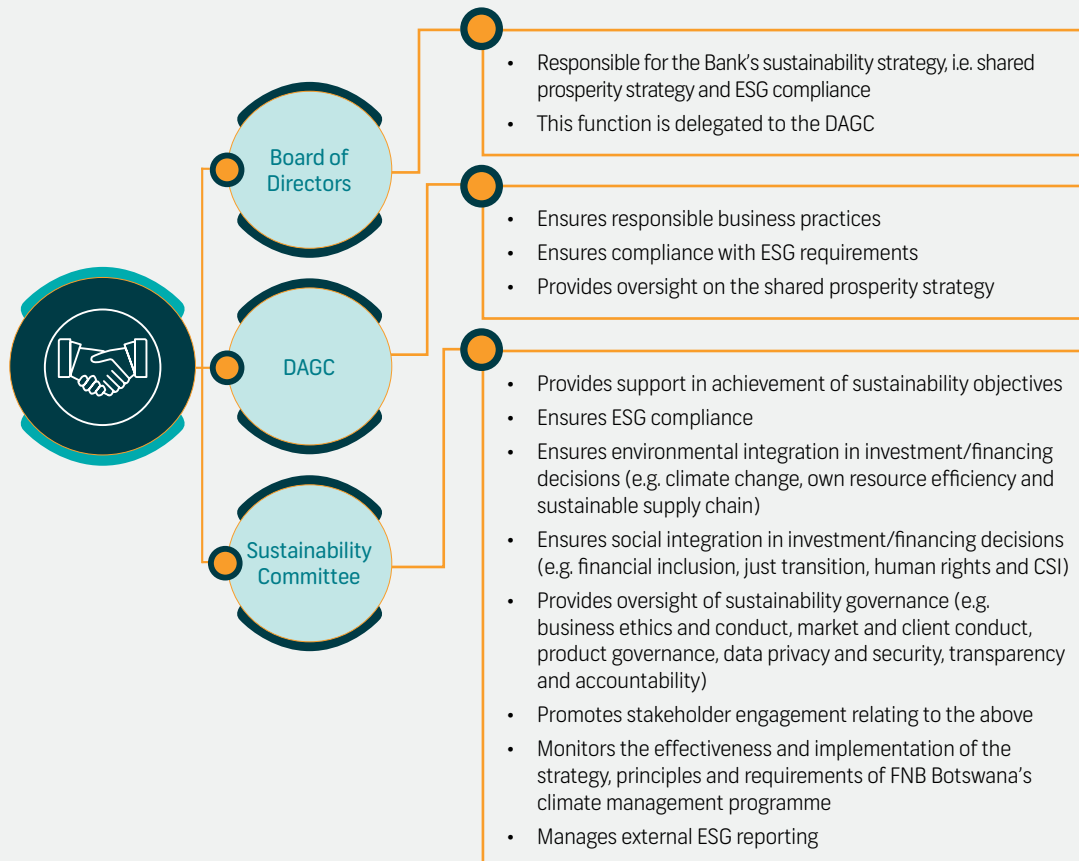 Board of
Directors
• Responsible for the Bank's sustainability strategy, i.e. shared
prosperity strategy and ESG compliance
• This function is delegated to the DAGC
DAGC
• Ensures responsible business practices
• Ensures compliance with ESG requirements
• Provides oversight on the shared prosperity strategy
Sustainability
Committee
• Provides support in achievement of sustainability objectives
• Ensures ESG compliance
• Ensures environmental integration in investment/financing
decisions (e.g. climate change, own resource efficiency and
sustainable supply chain)
• Ensures social integration in investment/financing decisions
(e.g. financial inclusion, just transition, human rights and CSI)
• Provides oversight of sustainability governance (e.g.
business ethics and conduct, market and client conduct,
product governance, data privacy and security, transparency
and accountability)
• Promotes stakeholder engagement relating to the above
• Monitors the effectiveness and implementation of the
strategy, principles and requirements of FNB Botswana's
climate management programme
• Manages external ESG reporting